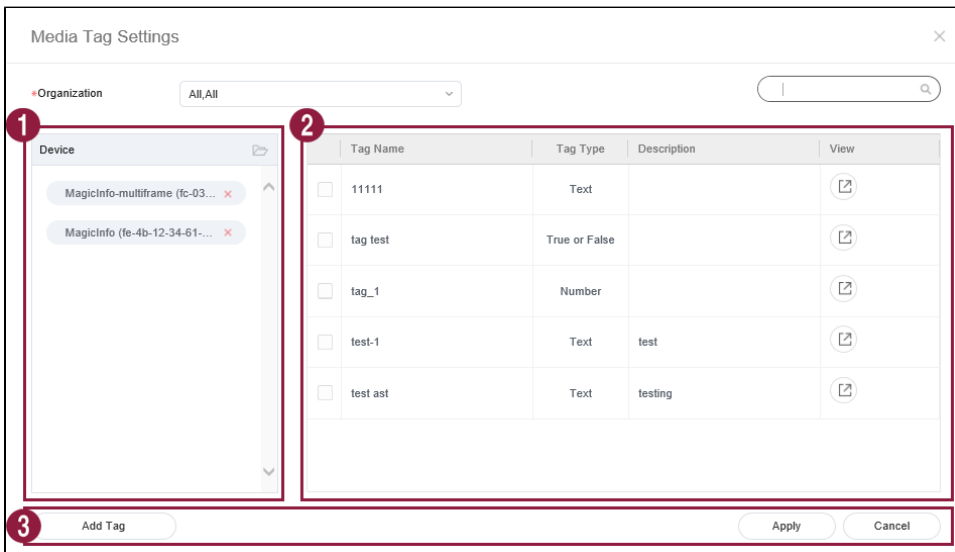 Media Tag Settings
*Organization All,All
1 2
Device
Tag Name Tag Type Description View
MagicInfo-multiframe (fc-03...
MagicInfo (fe-4b-12-34-61-...
11111 Text
tag test True or False
tag_1 Number
test-1 Text test
test ast Text testing
3 Add Tag Apply Cancel